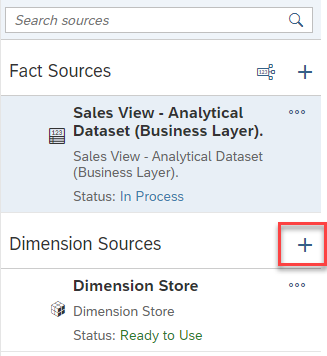 Search sources
Fact Sources
Sales View - Analytical
Dataset (Business Layer).
123
Sales View - Analytical Dataset
(Business Layer).
Status: In Process
Dimension Sources
Dimension Store
Dimension Store
Status: Ready to Use